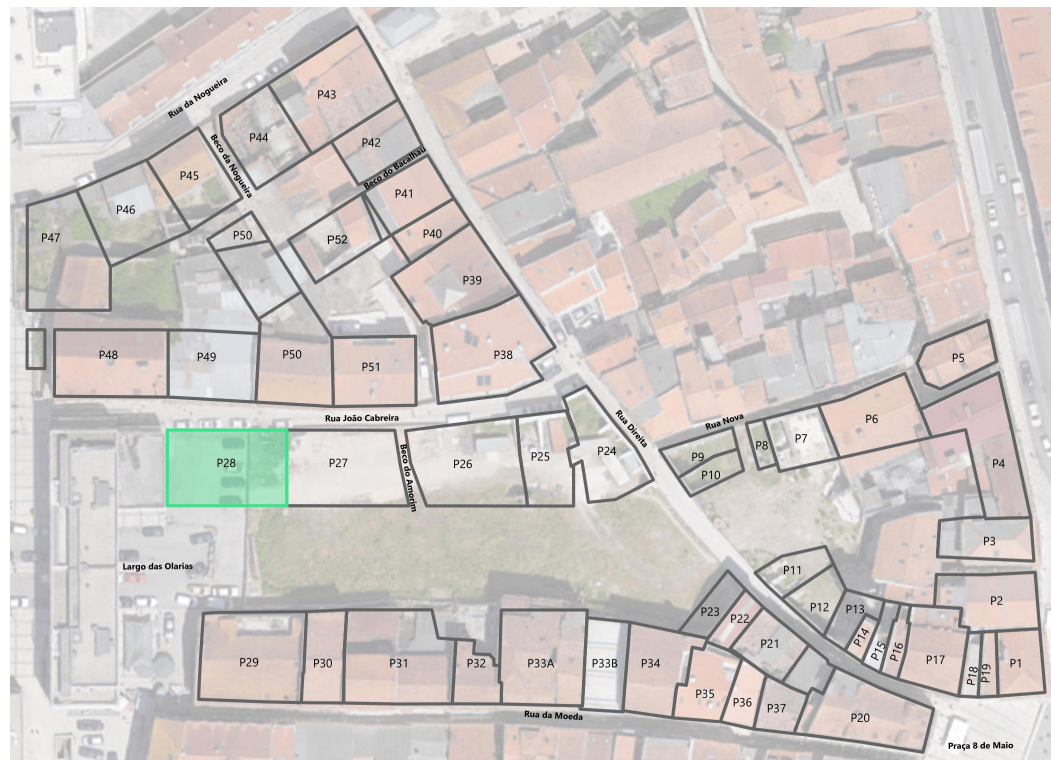 Rua da Nogueira
P43
P44
Beco da Nogueira
P42
Beco do Bacalhau
P45
P41
P46
P47
P50
P52
P40
P39
P48
P49
P50
P51
P38
P5
Rua João Cabreira
Rua Direita
Rua Nova
P6
P8
P7
P28
P27
Beco do Amorim
P26
P25
P24
P9
P10
P4
P3
Largo das Olarias
P11
P2
P23
P22
P12
P13
P14
P15
P16
P21
P17
P29
P30
P31
P32
P33A
P33B
P34
P18
P19
P1
P35
P36
P37
P20
Rua da Moeda
Praça 8 de Maio